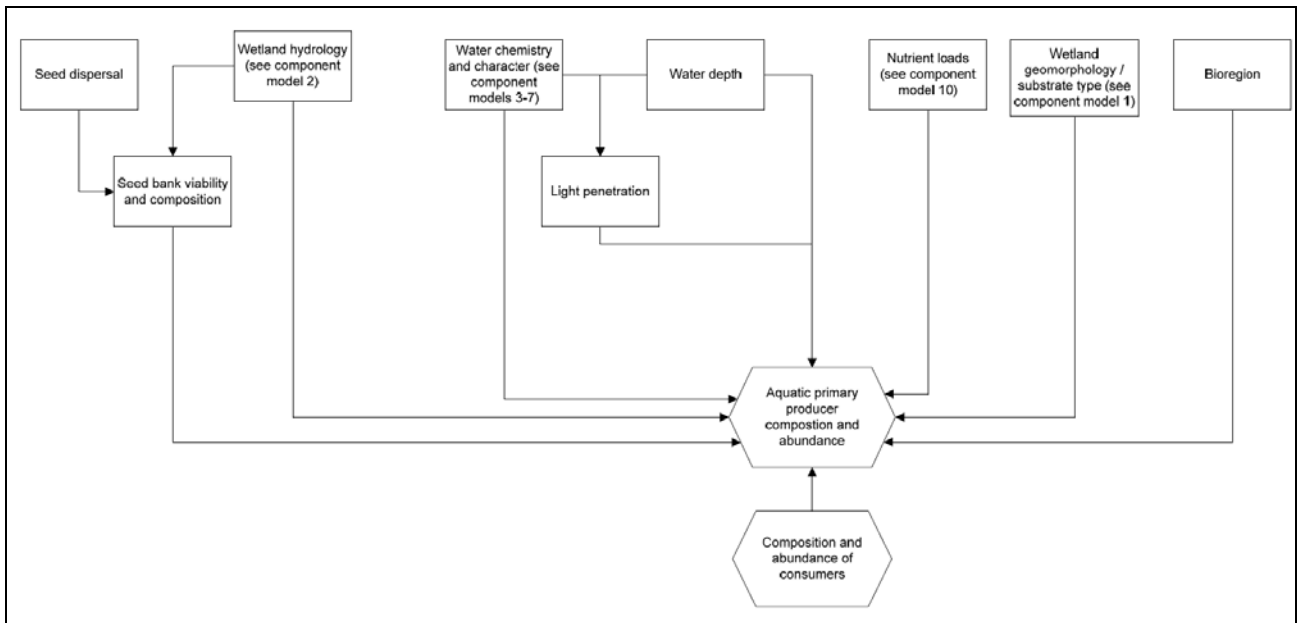 Seed dispersal
Wetland hydrology
(see component
model 2)
Water chemistry
and character (see
component
models 3-7)
Water depth
Nutrient loads
(see component
model 10)
Wetland
geomorphology /
substrate type (see
component model 1)
Bioregion
Seed bank viability
and composition
Light penetration
Aquatic primary
producer
compostion and
abundance
Composition and
abundance of
consumers